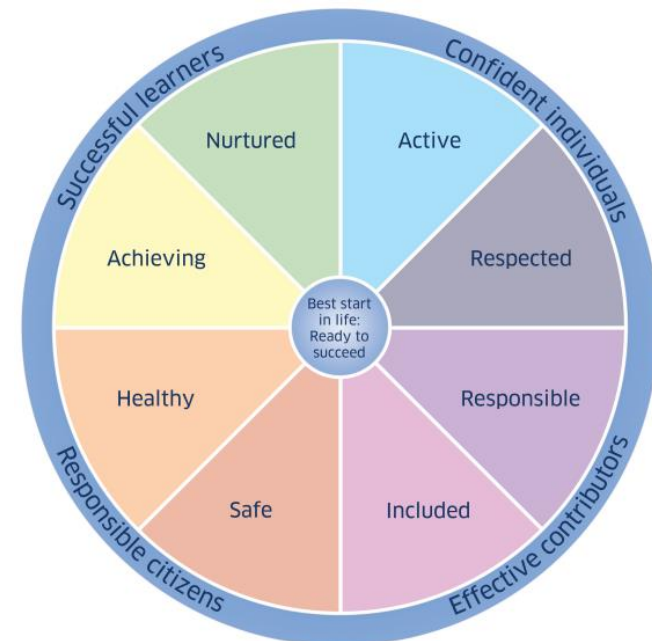 Successful learners
Confident individuals
Nurtured
Active
Achieving
Respected
Best start
in life:
Ready to
succeed
Healthy
Responsible
Safe
Included
Responsible citizens
Effective contributors